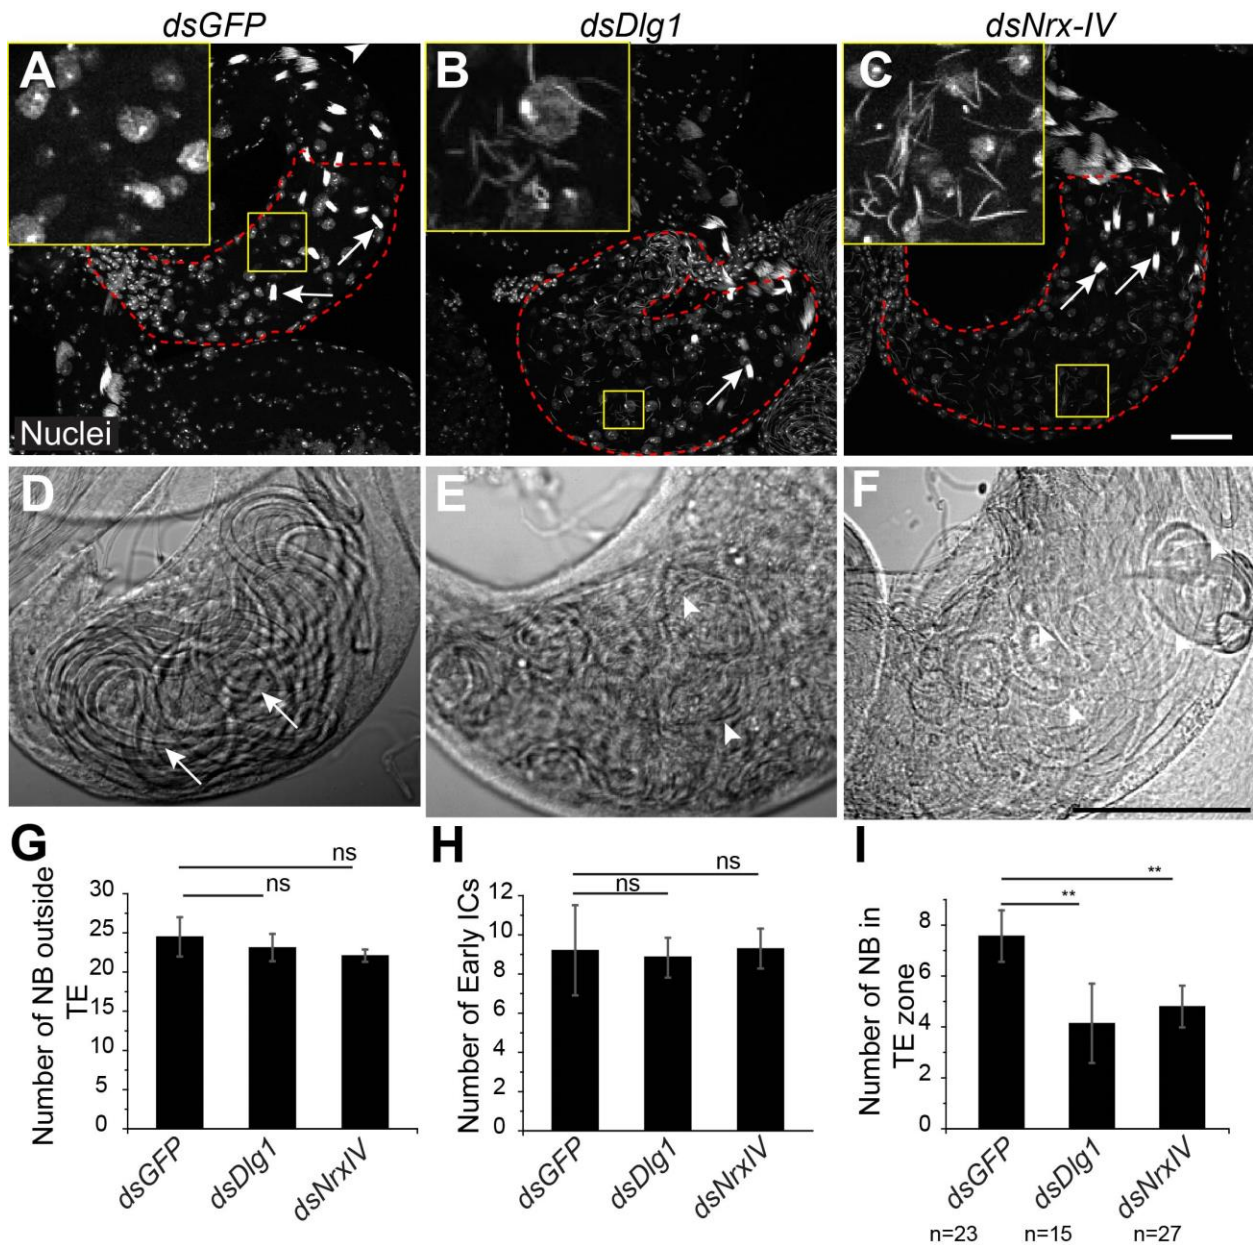 dsGFP dsDlg1 dsNrx-IV
A B C
Nuclei
D E F
G H I
ns
ns
Number of NB outside
TE
30
25
20
15
10
5
0
dsGFP dsDlg1 dsNrxIV
ns
ns
Number of Early ICs
12
10
8
6
4
2
0
dsGFP dsDlg1 dsNrxIV
**
**
Number of NB in
TE zone
8
6
4
2
0
dsGFP dsDlg1 dsNrxIV
n=23 n=15 n=27